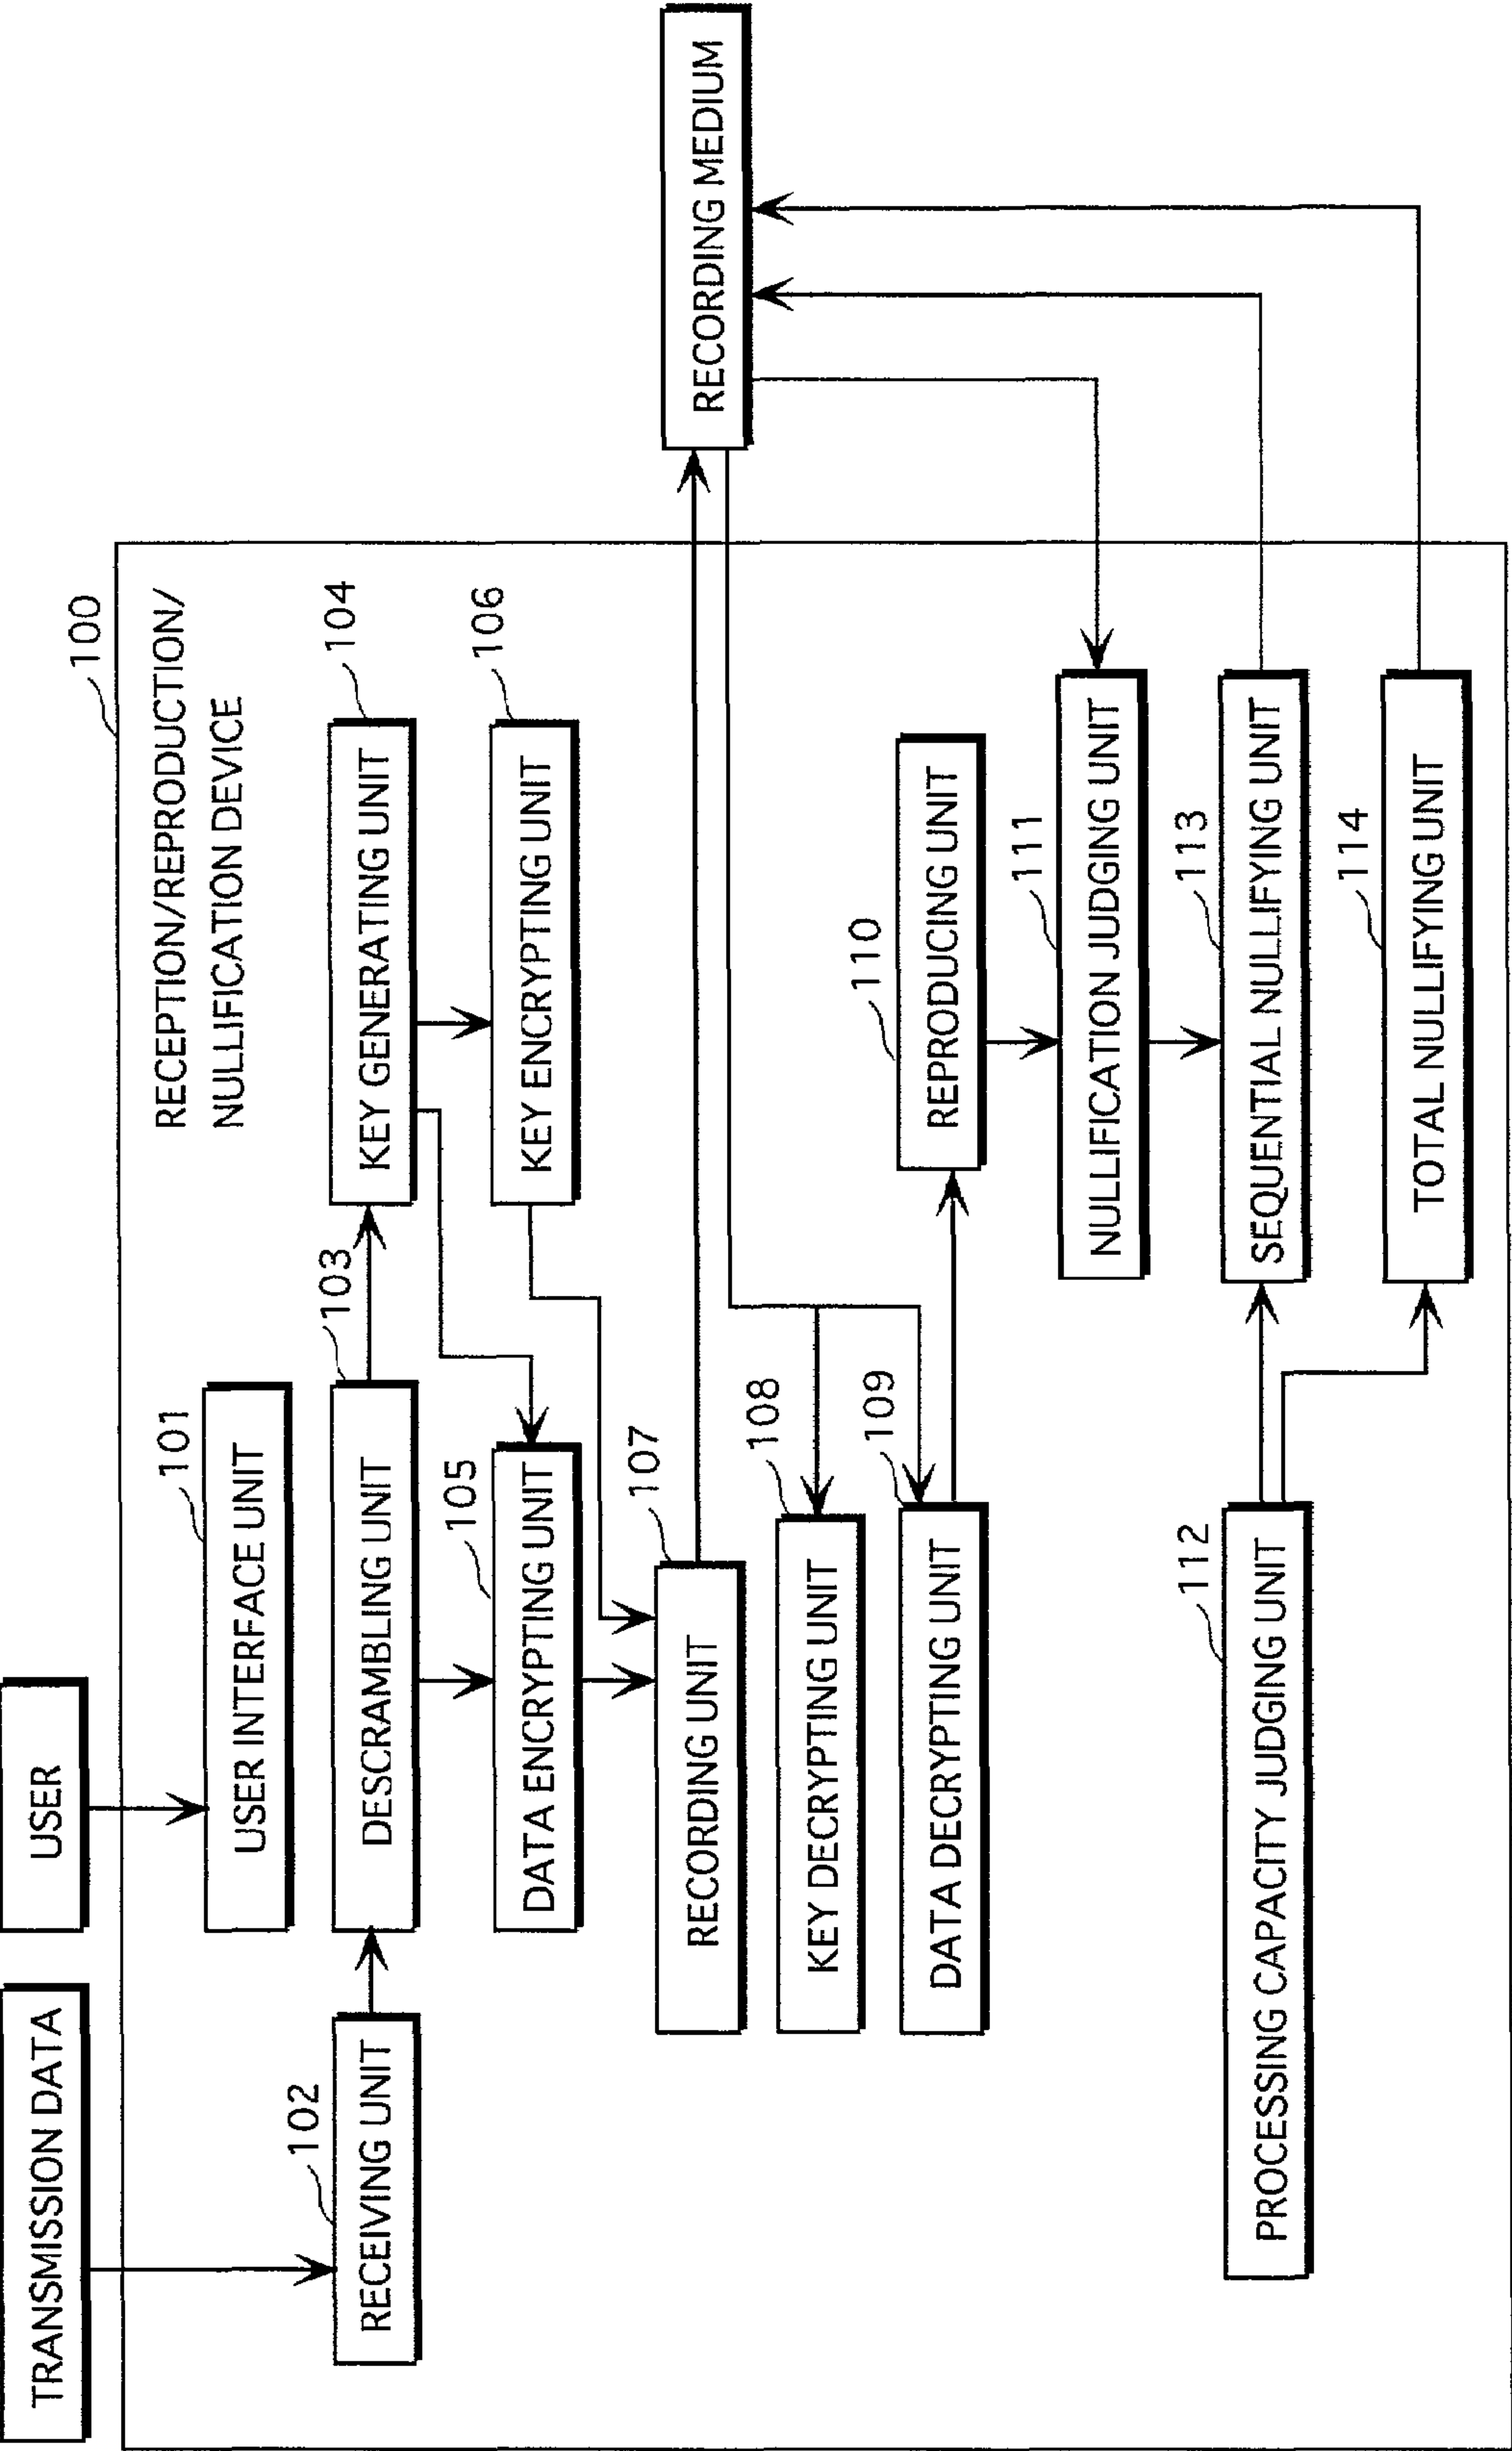 TRANSMISSION DATA
USER
100
RECEPTION/REPRODUCTION/
NULLIFICATION DEVICE
101
USER INTERFACE UNIT
102
RECEIVING UNIT
103
DESCRAMBLING UNIT
104
KEY GENERATING UNIT
105
DATA ENCRYPTING UNIT
106
KEY ENCRYPTING UNIT
107
RECORDING UNIT
RECORDING MEDIUM
108
KEY DECRYPTING UNIT
109
DATA DECRYPTING UNIT
110
REPRODUCING UNIT
111
NULLIFICATION JUDGING UNIT
112
PROCESSING CAPACITY JUDGING UNIT
113
SEQUENTIAL NULLIFYING UNIT
114
TOTAL NULLIFYING UNIT